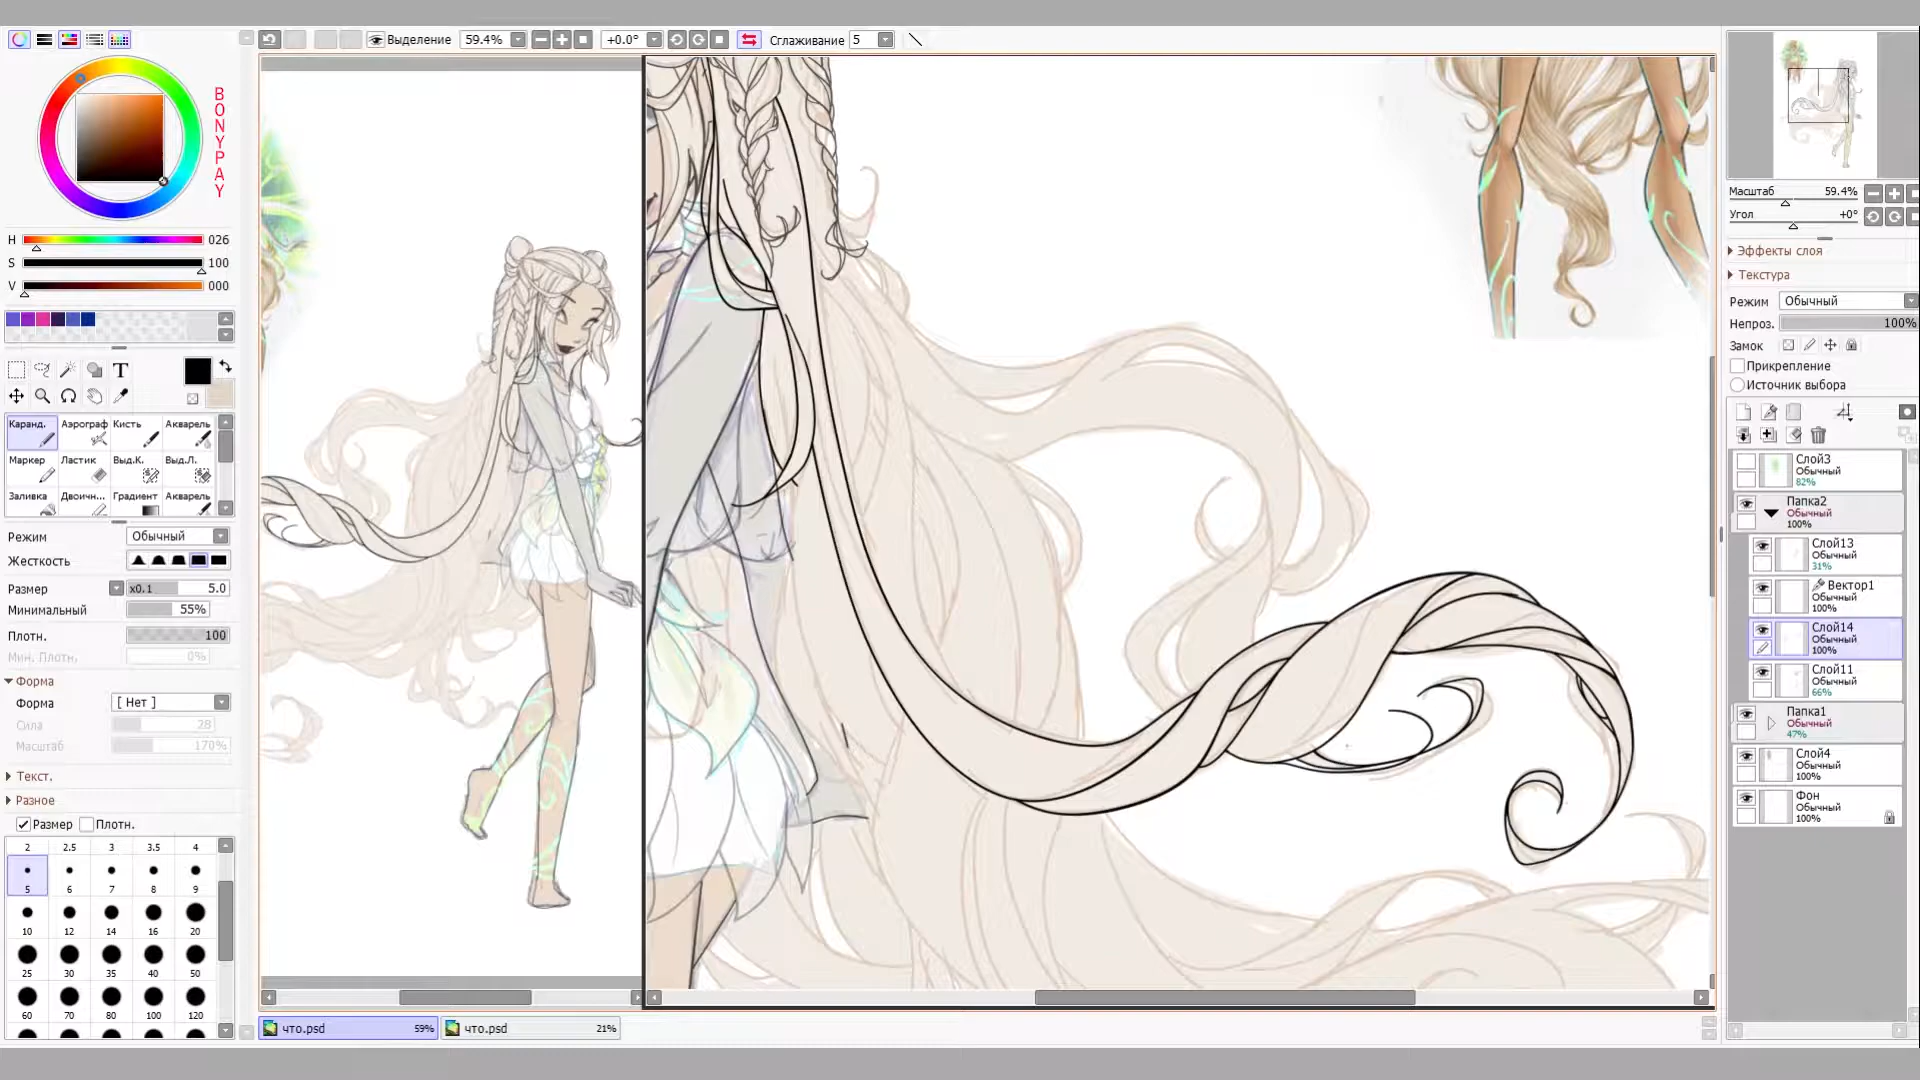 Выделение
59.4%
+0.0°
Сглаживание
5
BONYPAY
H 026
S 100
V 000
T
Каранд. Аэрограф Кисть Акварель
Маркер Ластик Выд.К. Выд.Л.
Заливка Двоичн... Градиент Акварель
Режим Обычный
Жесткость
Размер x0.1 5.0
Минимальный 55%
Плотн. 100
Мин. Плотн. 0%
Форма
Форма [ Нет ]
Сила 28
Масштаб 170%
Текст.
Разное
Размер Плотн.
2 2.5 3 3.5 4
5 6 7 8 9
10 12 14 16 20
25 30 35 40 50
60 70 80 100 120
что.psd 59%
что.psd 21%
Масштаб 59.4%
Угол +0°
Эффекты слоя
Текстура
Режим Обычный
Непроз. 100%
Замок
Прикрепление
Источник выбора
Слой3
Обычный
82%
Папка2
Обычный
100%
Слой13
Обычный
31%
Вектор1
Обычный
100%
Слой14
Обычный
100%
Слой11
Обычный
66%
Папка1
Обычный
47%
Слой4
Обычный
100%
Фон
Обычный
100%